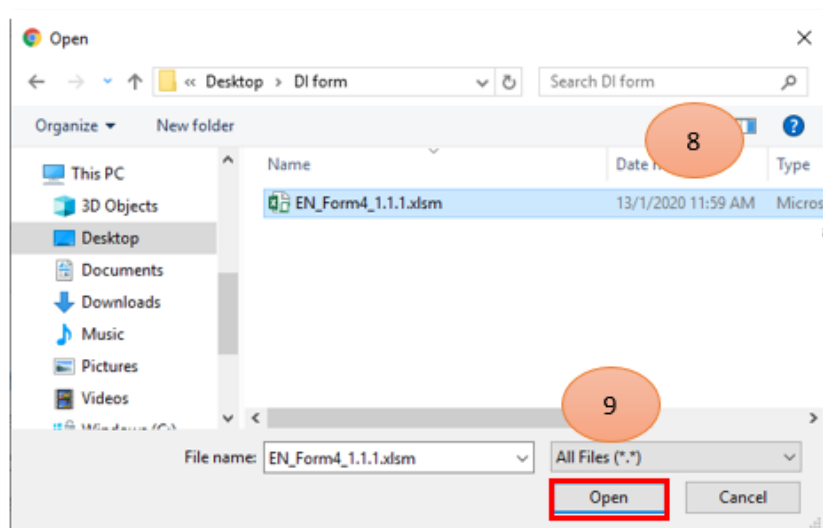 Open
« Desktop > DI form
Search DI form
Organize
New folder
8
?
This PC
Name
Date
Type
3D Objects
EN_Form4_1.1.1.xlsm
13/1/2020 11:59 AM
Micros
Desktop
Documents
Downloads
Music
Pictures
Videos
9
File name:
EN_Form4_1.1.1.xlsm
All Files (*.*)
Open
Cancel